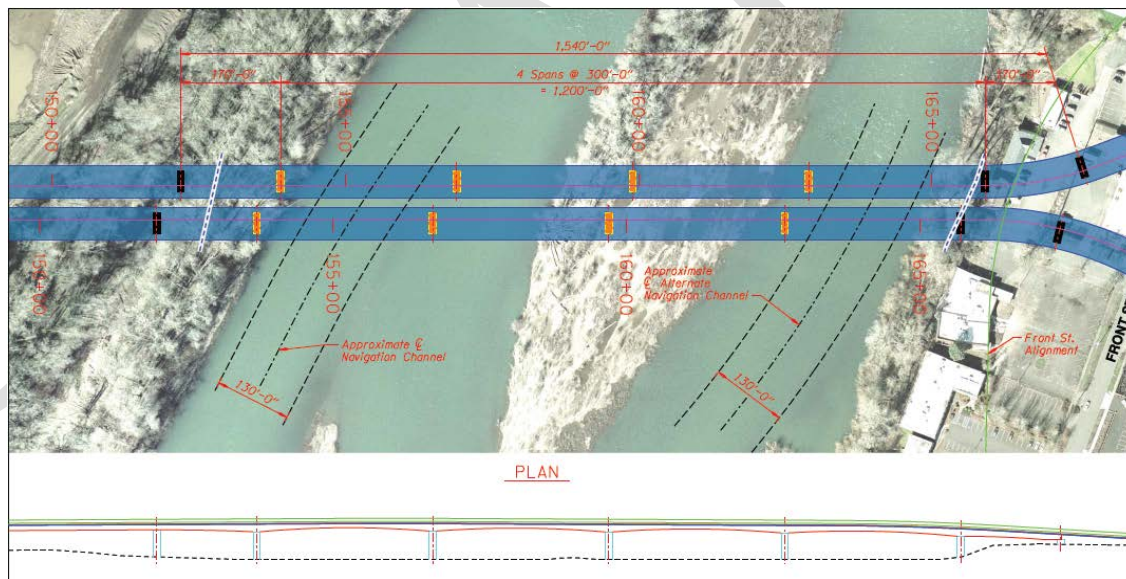 1,540'-0"
170'-0"
4 Spans @ 300'-0"
= 1,200'-0"
170'-0"
150+00
155+00
160+00
165+00
150+00
155+00
160+00
165+00
Approximate ℄
Navigation Channel
130'-0"
Approximate
℄ Alternate
Navigation Channel
130'-0"
Front St.
Alignment
FRONT
PLAN